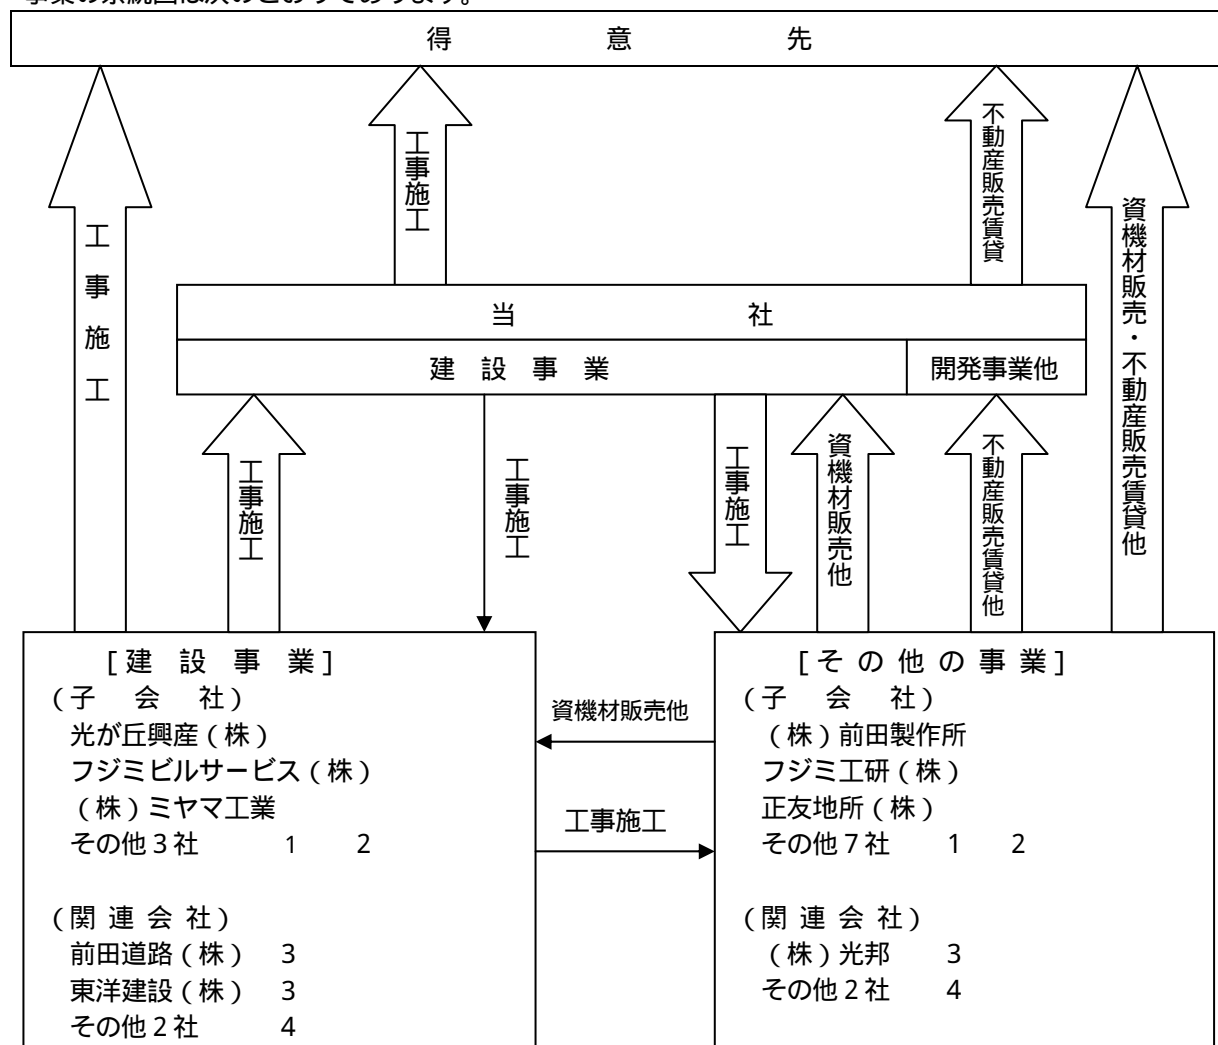 事業の系統図は次のとおりであります。
得意先
工事施工
工事施工
不動産販売賃貸
資機材販売・不動産販売賃貸他
当社
建設事業
開発事業他
工事施工
工事施工
工事施工
資機材販売他
不動産販売賃貸他
[建設事業]
(子会社)
光が丘興産(株)
フジミビルサービス(株)
(株)ミヤマ工業
その他3社 1 2
(関連会社)
前田道路(株) 3
東洋建設(株) 3
その他2社 4
資機材販売他
工事施工
[その他の事業]
(子会社)
(株)前田製作所
フジミ工研(株)
正友地所(株)
その他7社 1 2
(関連会社)
(株)光邦 3
その他2社 4